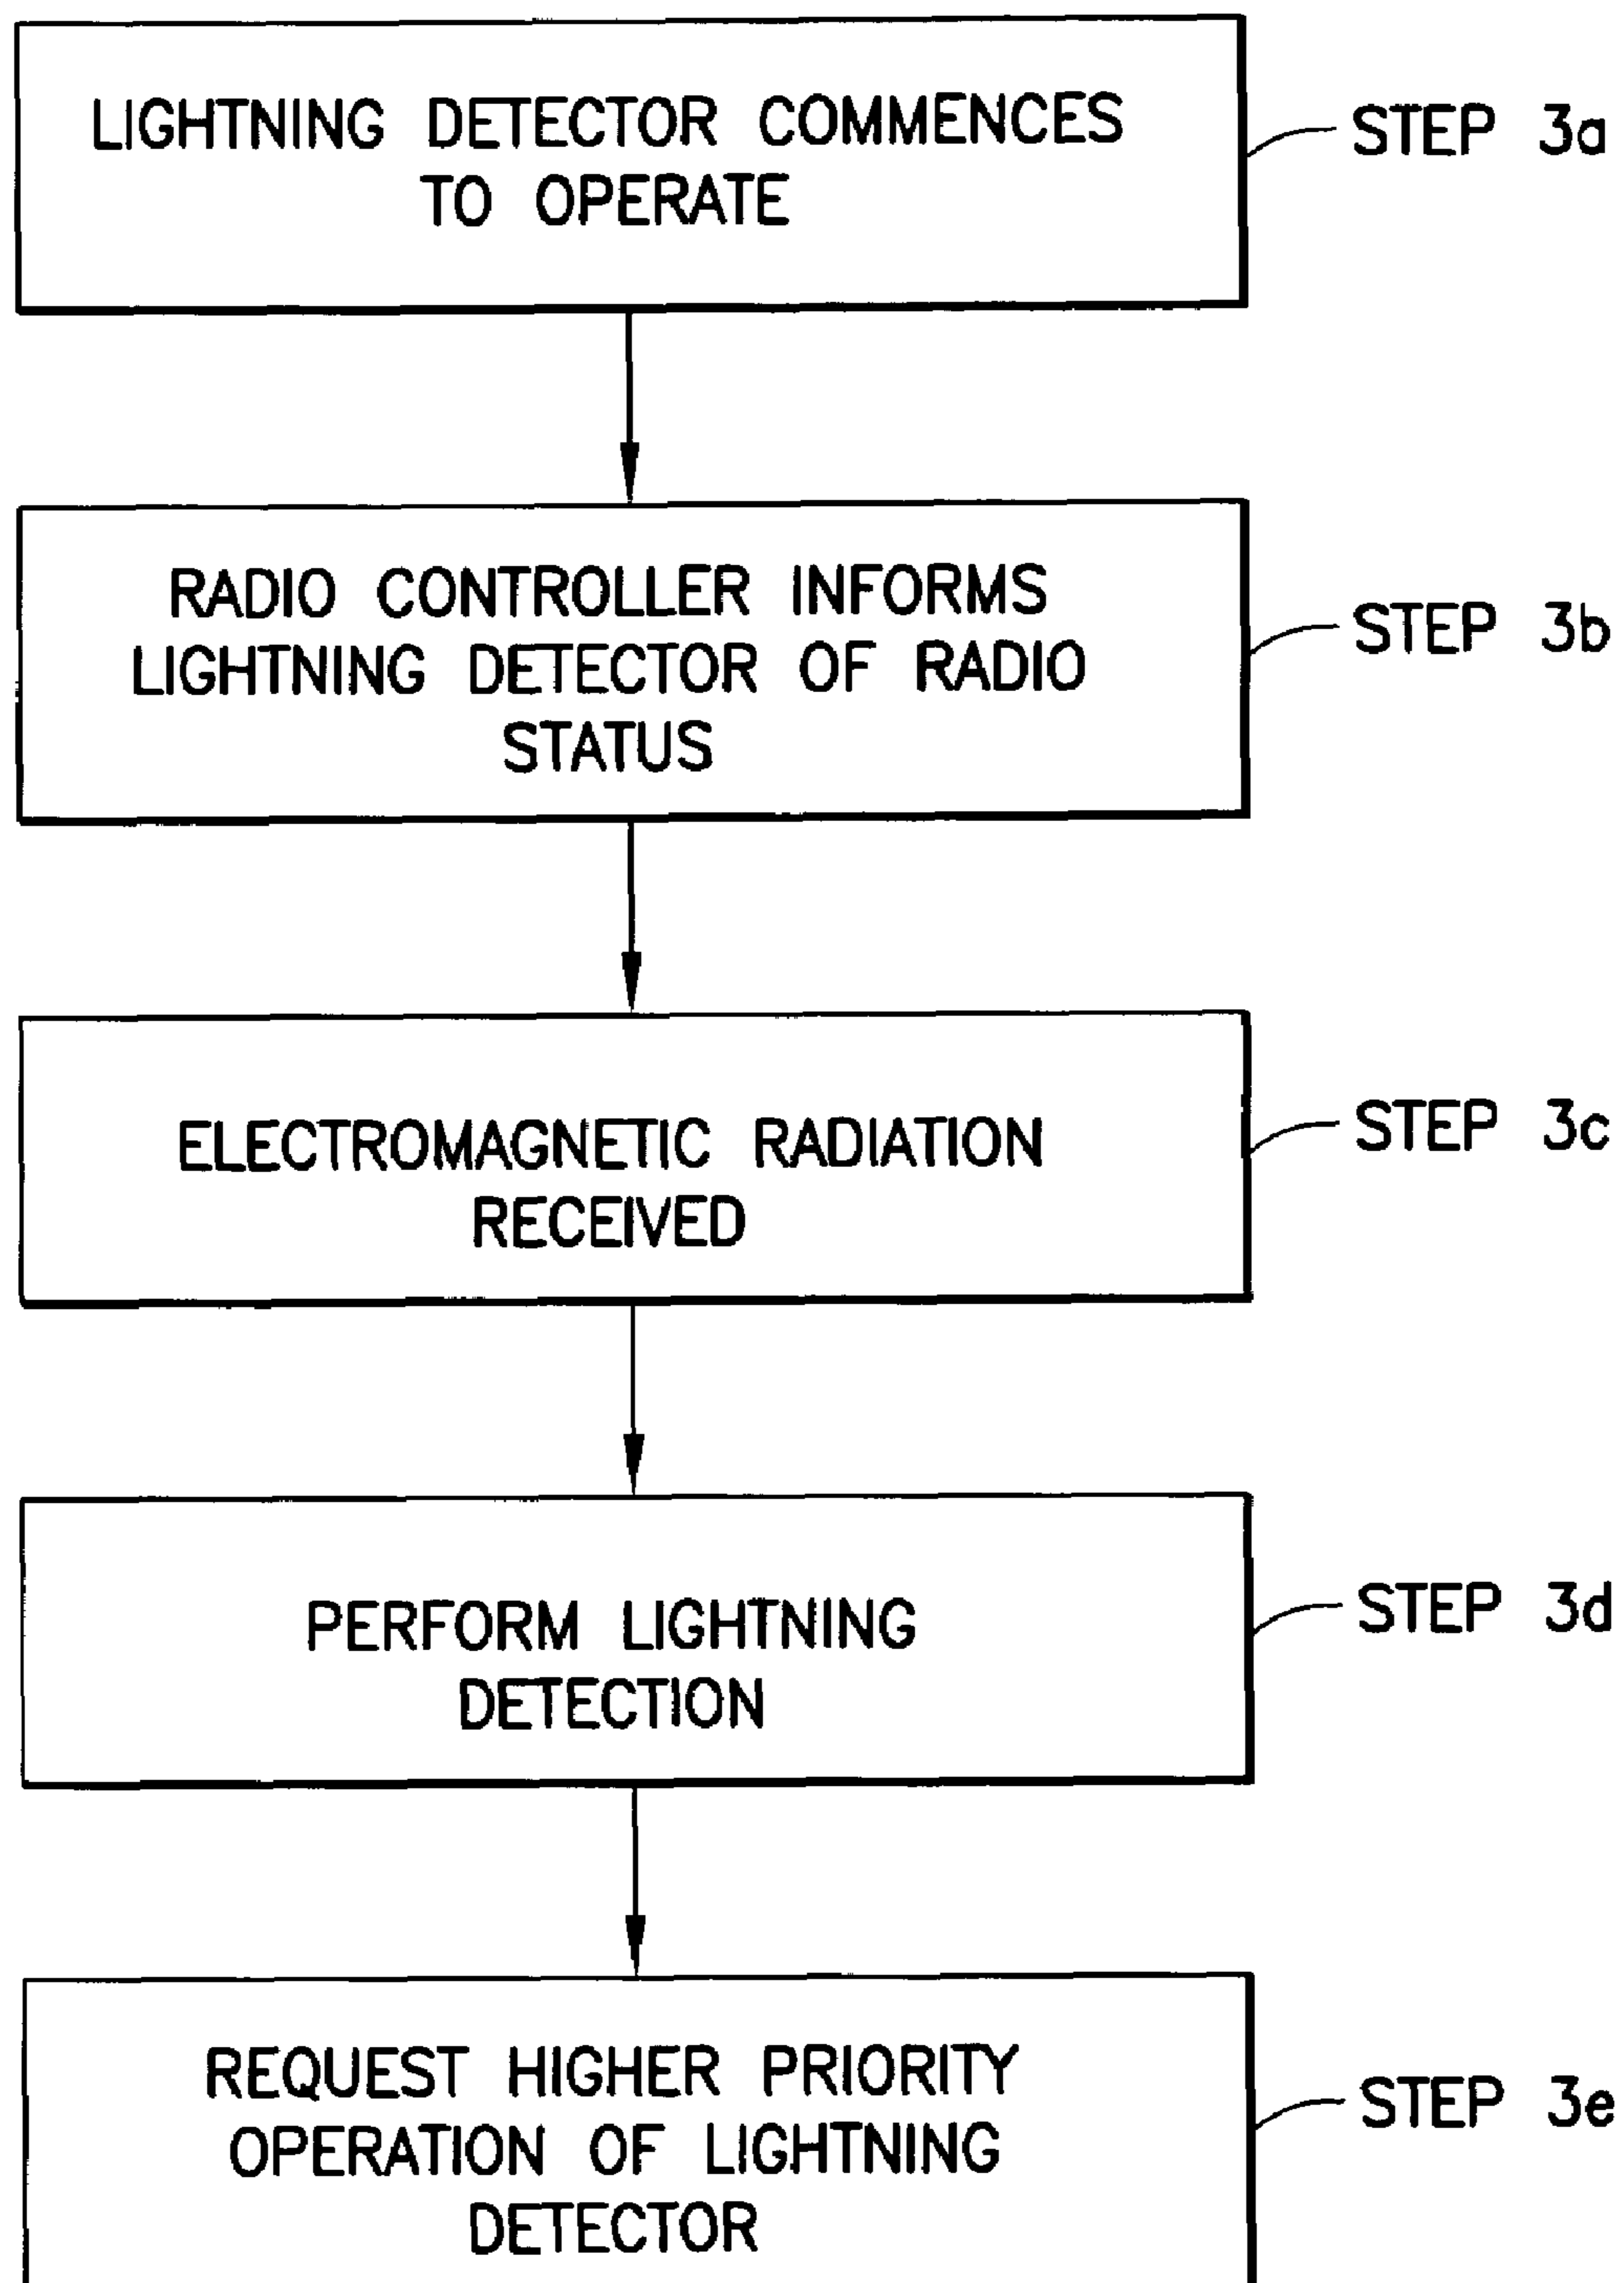 LIGHTNING DETECTOR COMMENCES
TO OPERATE
STEP 3a
RADIO CONTROLLER INFORMS
LIGHTNING DETECTOR OF RADIO
STATUS
STEP 3b
ELECTROMAGNETIC RADIATION
RECEIVED
STEP 3c
PERFORM LIGHTNING
DETECTION
STEP 3d
REQUEST HIGHER PRIORITY
OPERATION OF LIGHTNING
DETECTOR
STEP 3e